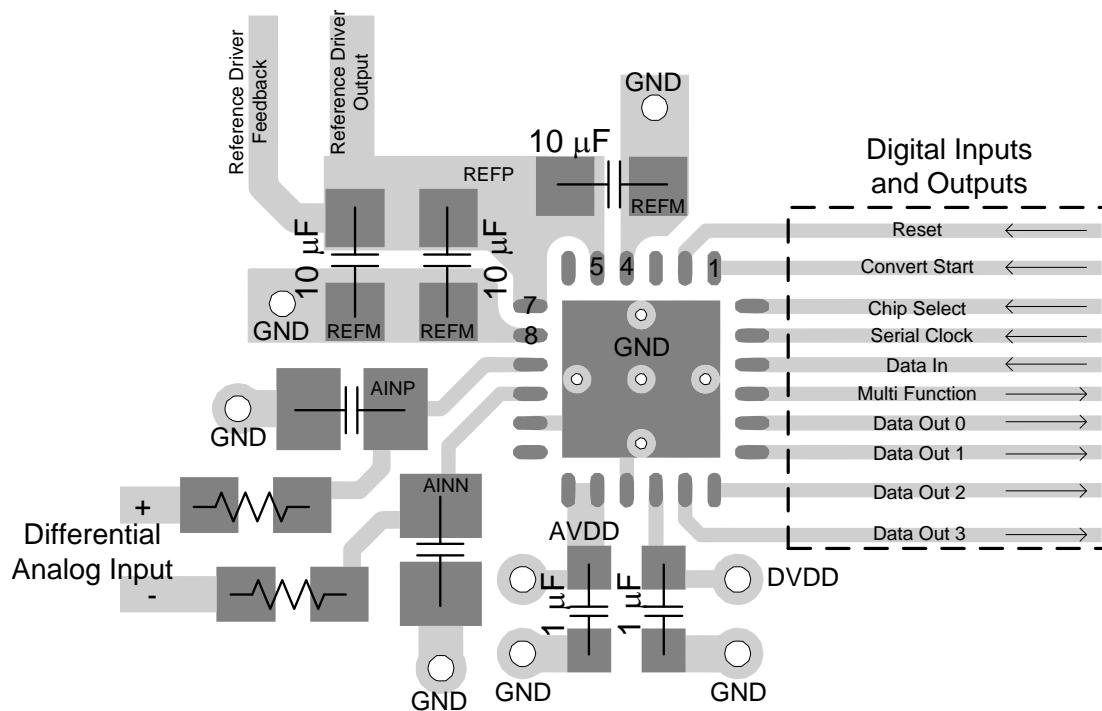 Reference Driver
Feedback
Reference Driver
Output
GND
10 μF
REFP
REFM
Digital Inputs
and Outputs
Reset
5
4
1
Convert Start
10 μF
10 μF
7
Chip Select
GND
REFM
REFM
8
Serial Clock
GND
Data In
AINP
Multi Function
GND
Data Out 0
Data Out 1
AINN
Data Out 2
+
AVDD
Data Out 3
Differential
Analog Input
-
DVDD
1 μF
1 μF
GND
GND
GND